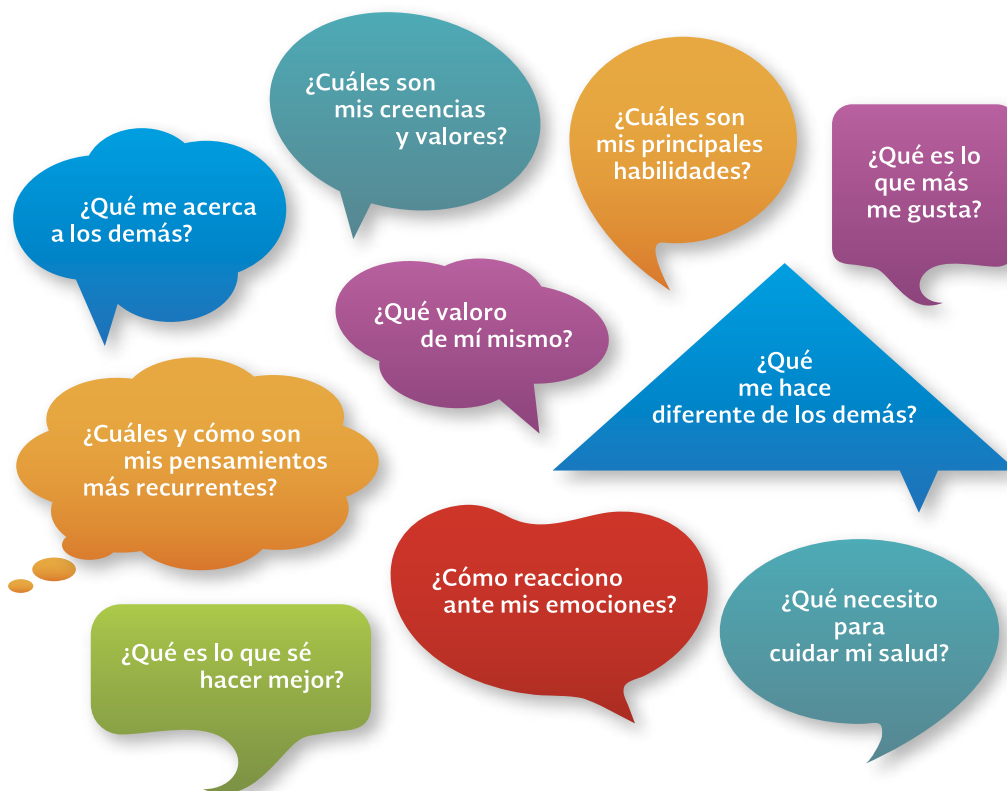 ¿Cuáles son
mis creencias
y valores?
¿Cuáles son
mis principales
habilidades?
¿Qué es lo
que más
me gusta?
¿Qué me acerca
a los demás?
¿Qué valoro
de mí mismo?
¿Qué
me hace
diferente de los demás?
¿Cuáles y cómo son
mis pensamientos
más recurrentes?
¿Cómo reacciono
ante mis emociones?
¿Qué necesito
para
cuidar mi salud?
¿Qué es lo que sé
hacer mejor?